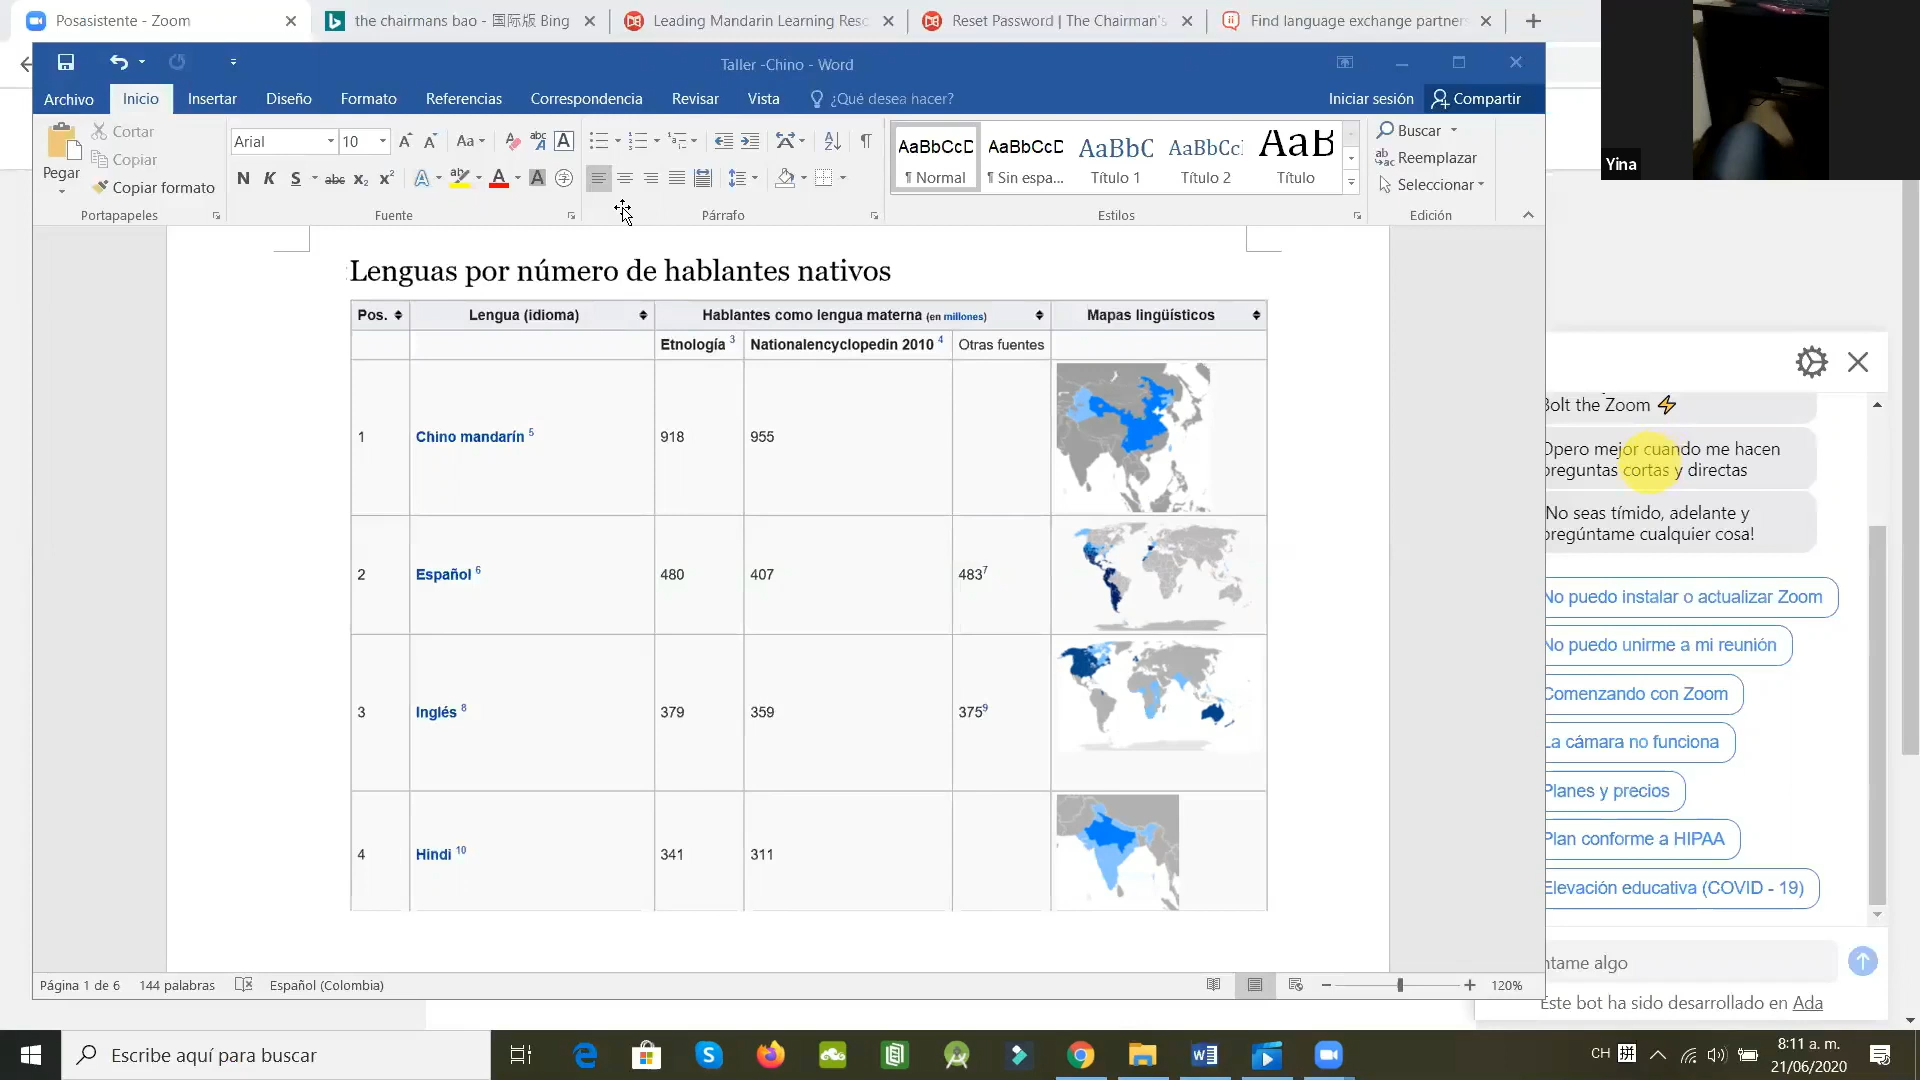 Posasistente - Zoom
the chairmans bao - 国际版 Bing
Leading Mandarin Learning Resc
Reset Password | The Chairman's
Find language exchange partner
Taller -Chino - Word
Archivo Inicio Insertar Diseño Formato Referencias Correspondencia Revisar Vista ¿Qué desea hacer? Iniciar sesión Compartir
Pegar
Cortar
Copiar
Copiar formato
Portapapeles
Arial 10
Fuente
Párrafo
AaBbCcD AaBbCcD AaBbC AaBbCc AaB
¶ Normal ¶ Sin espa... Título 1 Título 2 Título
Estilos
Buscar
Reemplazar
Seleccionar
Edición
Yina
Lenguas por número de hablantes nativos
Pos. Lengua (idioma) Hablantes como lengua materna (en millones) Mapas lingüísticos
Etnología 3 Nationalencyclopedin 2010 4 Otras fuentes
1 Chino mandarín 5 918 955
2 Español 6 480 407 483 7
3 Inglés 8 379 359 375 9
4 Hindi 10 341 311
Bolt the Zoom ⚡
Opero mejor cuando me hacen
preguntas cortas y directas
No seas tímido, adelante y
pregúntame cualquier cosa!
No puedo instalar o actualizar Zoom
No puedo unirme a mi reunión
Comenzando con Zoom
La cámara no funciona
Planes y precios
Plan conforme a HIPAA
Elevación educativa (COVID - 19)
ntame algo
Este bot ha sido desarrollado en Ada
Página 1 de 6 144 palabras Español (Colombia) 120%
Escribe aquí para buscar
CH 拼
8:11 a. m.
21/06/2020